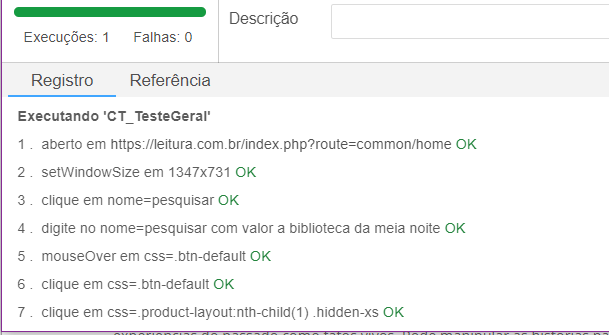 Execuções: 1 Falhas: 0
Descrição
Registro Referência
Executando 'CT_TesteGeral'
1 . aberto em https://leitura.com.br/index.php?route=common/home OK
2 . setWindowSize em 1347x731 OK
3 . clique em nome=pesquisar OK
4 . digite no nome=pesquisar com valor a biblioteca da meia noite OK
5 . mouseOver em css=.btn-default OK
6 . clique em css=.btn-default OK
7 . clique em css=.product-layout:nth-child(1) .hidden-xs OK